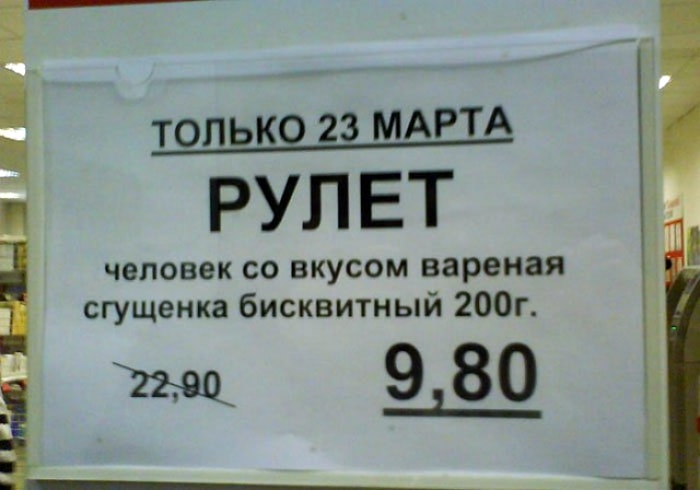 ТОЛЬКО 23 МАРТА
РУЛЕТ
человек со вкусом вареная
сгущенка бисквитный 200г.
22,90
9,80